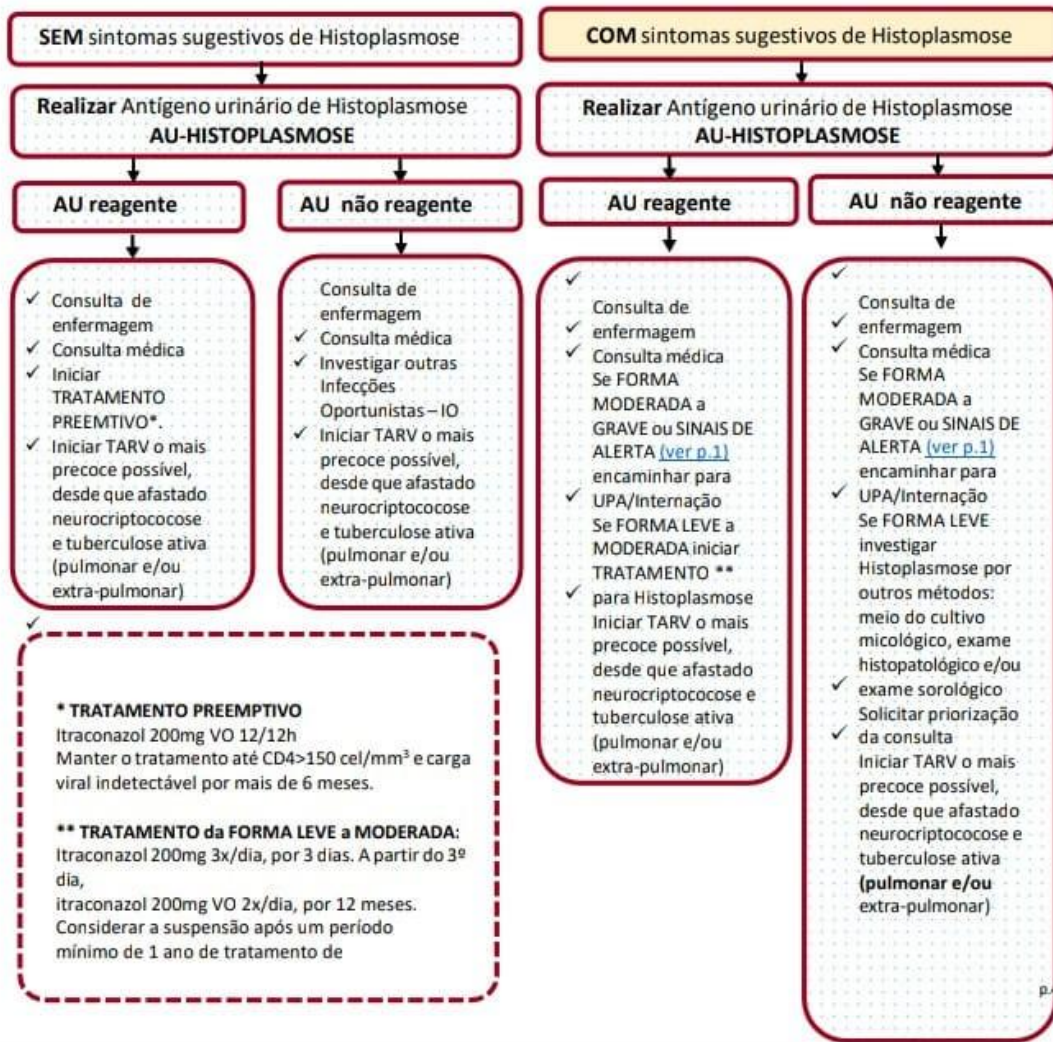 SEM sintomas sugestivos de Histoplasmose
Realizar Antígeno urinário de Histoplasmose
AU-HISTOPLASMOSE
AU reagente
✓ Consulta de
enfermagem
✓ Consulta médica
✓ Iniciar
TRATAMENTO
PREEMTIVO*.
✓ Iniciar TARV o mais
precoce possível,
desde que afastado
neurocriptococose
e tuberculose ativa
(pulmonar e/ou
extra-pulmonar)
✓
AU não reagente
Consulta de
enfermagem
✓ Consulta médica
✓ Investigar outras
Infecções
Oportunistas – IO
✓ Iniciar TARV o mais
precoce possível,
desde que afastado
neurocriptococose
e tuberculose ativa
(pulmonar e/ou
extra-pulmonar)
* TRATAMENTO PREEMPTIVO
Itraconazol 200mg VO 12/12h
Manter o tratamento até CD4>150 cel/mm³ e carga
viral indetectável por mais de 6 meses.
** TRATAMENTO da FORMA LEVE a MODERADA:
Itraconazol 200mg 3x/dia, por 3 dias. A partir do 3º
dia,
itraconazol 200mg VO 2x/dia, por 12 meses.
Considerar a suspensão após um período
mínimo de 1 ano de tratamento de
COM sintomas sugestivos de Histoplasmose
Realizar Antígeno urinário de Histoplasmose
AU-HISTOPLASMOSE
AU reagente
✓
Consulta de
✓ enfermagem
✓ Consulta médica
Se FORMA
MODERADA a
GRAVE ou SINAIS DE
ALERTA (ver p.1)
encaminhar para
✓ UPA/Internação
Se FORMA LEVE a
MODERADA iniciar
TRATAMENTO **
✓ para Histoplasmose
Iniciar TARV o mais
precoce possível,
desde que afastado
neurocriptococose e
tuberculose ativa
(pulmonar e/ou
extra-pulmonar)
AU não reagente
✓
Consulta de
✓ enfermagem
✓ Consulta médica
Se FORMA
MODERADA a
GRAVE ou SINAIS DE
ALERTA (ver p.1)
encaminhar para
✓ UPA/Internação
Se FORMA LEVE
investigar
Histoplasmose por
outros métodos:
meio do cultivo
micológico, exame
histopatológico e/ou
✓ exame sorológico
Solicitar priorização
✓ da consulta
Iniciar TARV o mais
precoce possível,
desde que afastado
neurocriptococose e
tuberculose ativa
(pulmonar e/ou
extra-pulmonar)